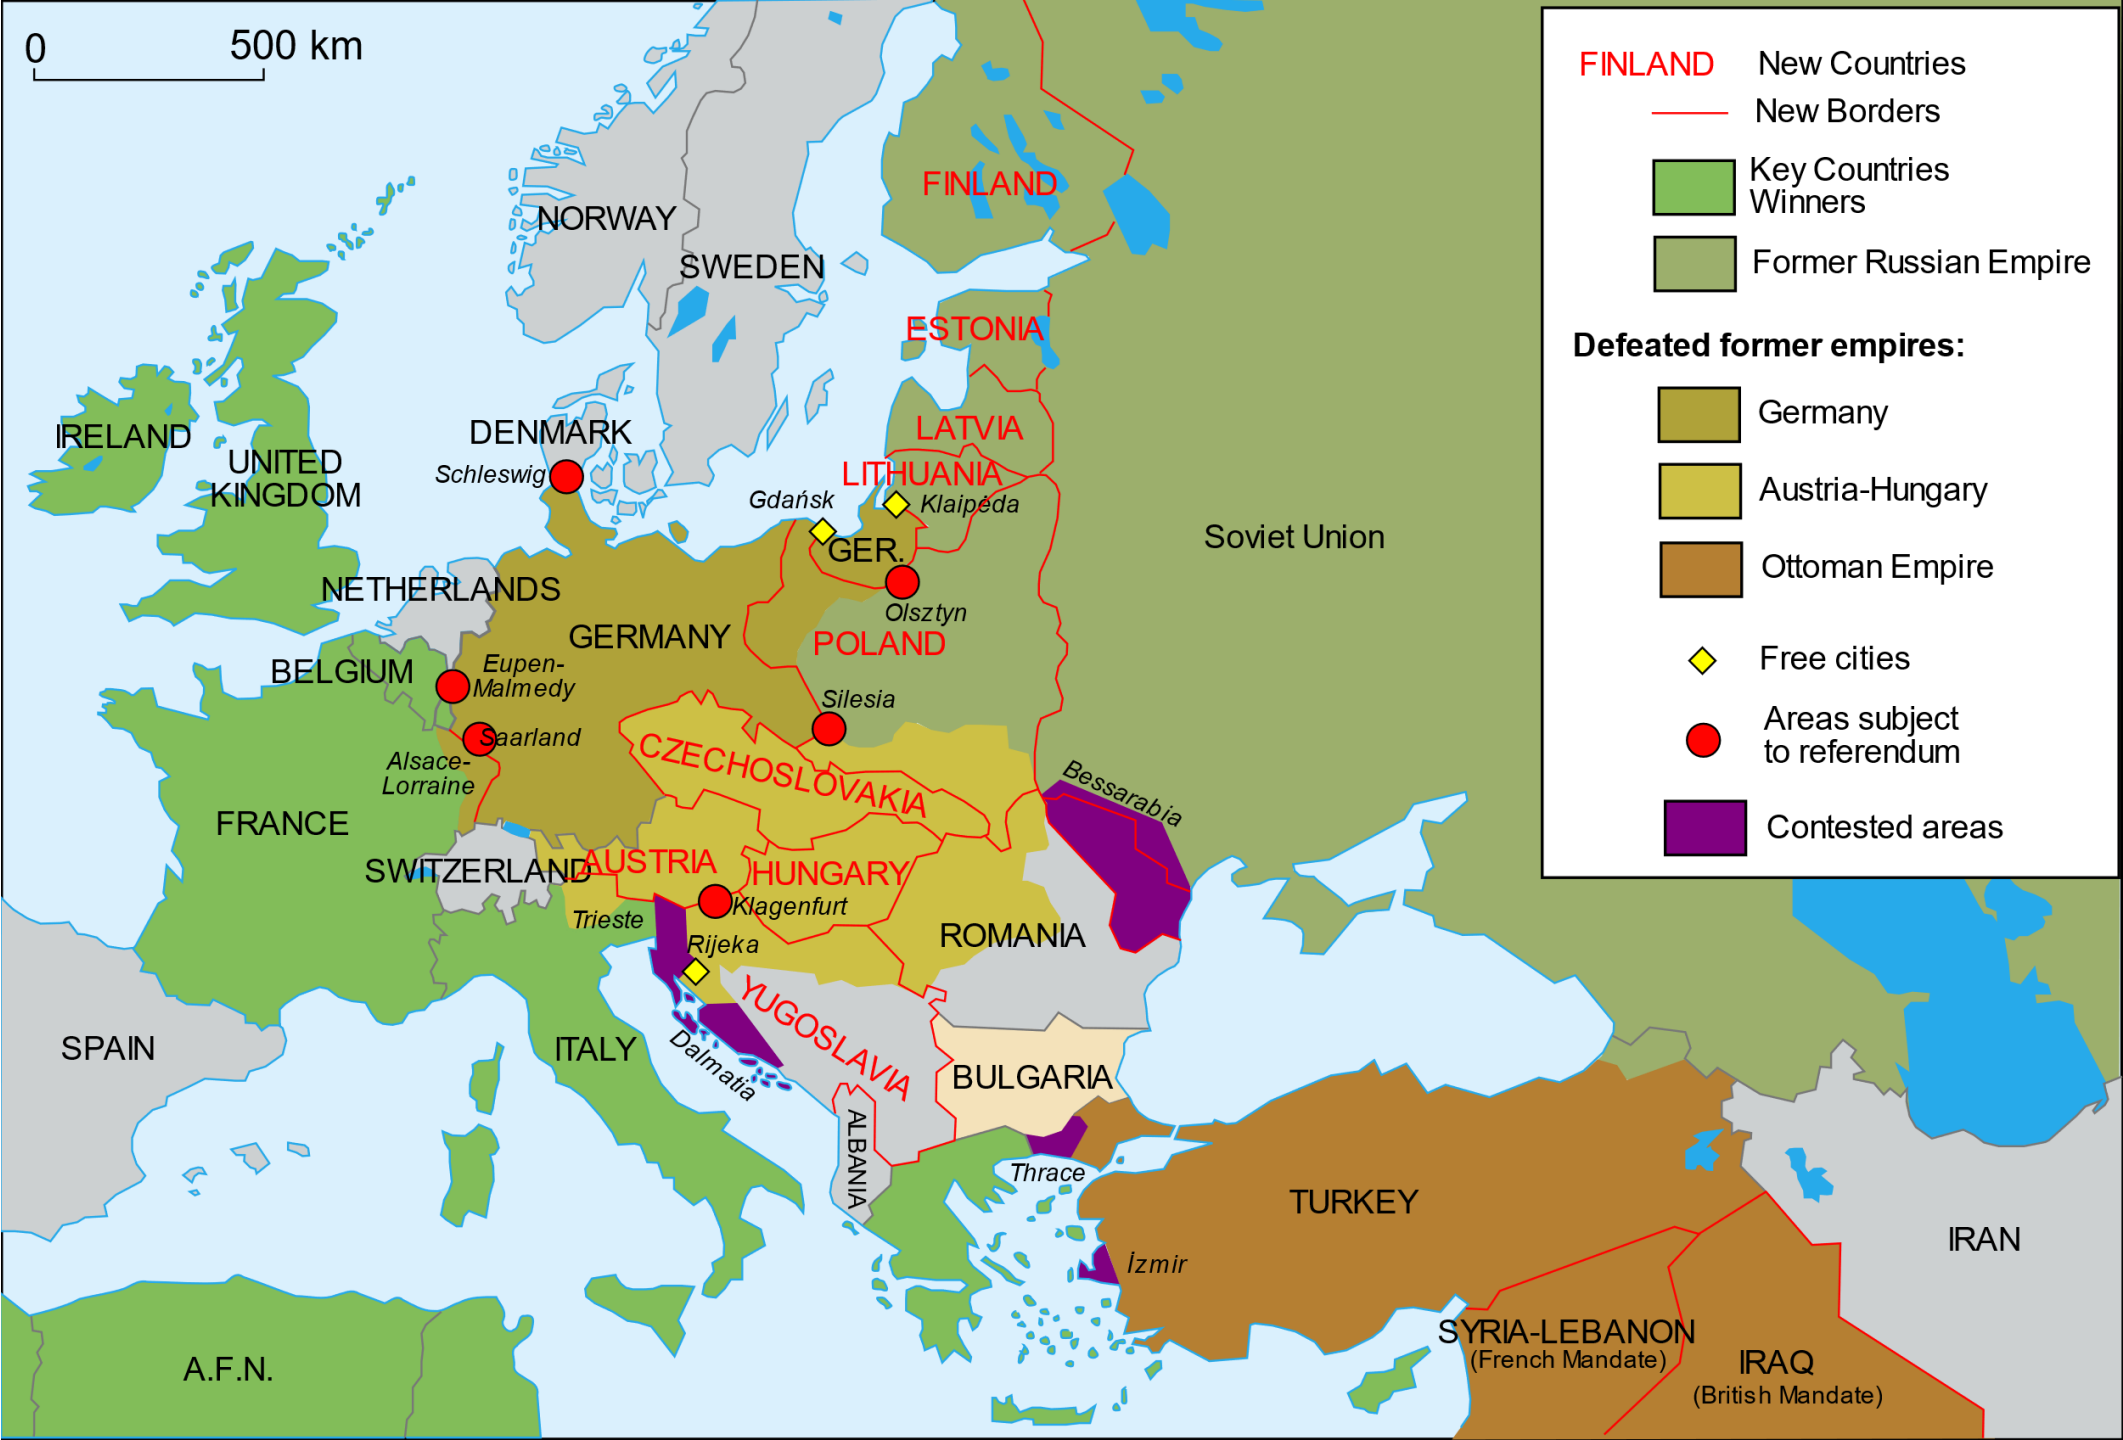 0 500 km
FINLAND New Countries
New Borders
Key Countries
Winners
Former Russian Empire
Defeated former empires:
Germany
Austria-Hungary
Ottoman Empire
Free cities
Areas subject
to referendum
Contested areas
NORWAY
SWEDEN
FINLAND
ESTONIA
LATVIA
LITHUANIA
DENMARK
Schleswig
IRELAND
UNITED
KINGDOM
Gdańsk
Klaipėda
GER.
Olsztyn
Soviet Union
NETHERLANDS
GERMANY
POLAND
BELGIUM
Eupen-
Malmedy
Silesia
Saarland
Alsace-
Lorraine
CZECHOSLOVAKIA
Bessarabia
FRANCE
SWITZERLAND
AUSTRIA
HUNGARY
Klagenfurt
Trieste
Rijeka
ROMANIA
YUGOSLAVIA
SPAIN
ITALY
Dalmatia
BULGARIA
ALBANIA
Thrace
TURKEY
İzmir
IRAN
SYRIA-LEBANON
(French Mandate)
IRAQ
(British Mandate)
A.F.N.